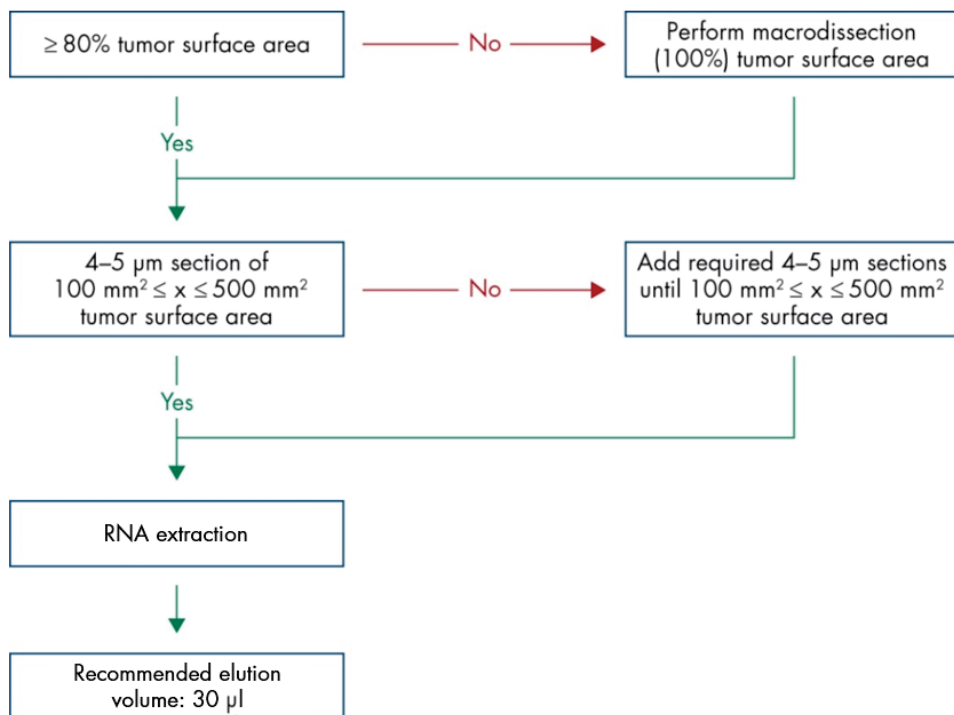 ≥ 80% tumor surface area
No
Perform macrodissection
(100%) tumor surface area
Yes
4–5 µm section of
100 mm² ≤ x ≤ 500 mm²
tumor surface area
No
Add required 4–5 µm sections
until 100 mm² ≤ x ≤ 500 mm²
tumor surface area
Yes
RNA extraction
Recommended elution
volume: 30 µl